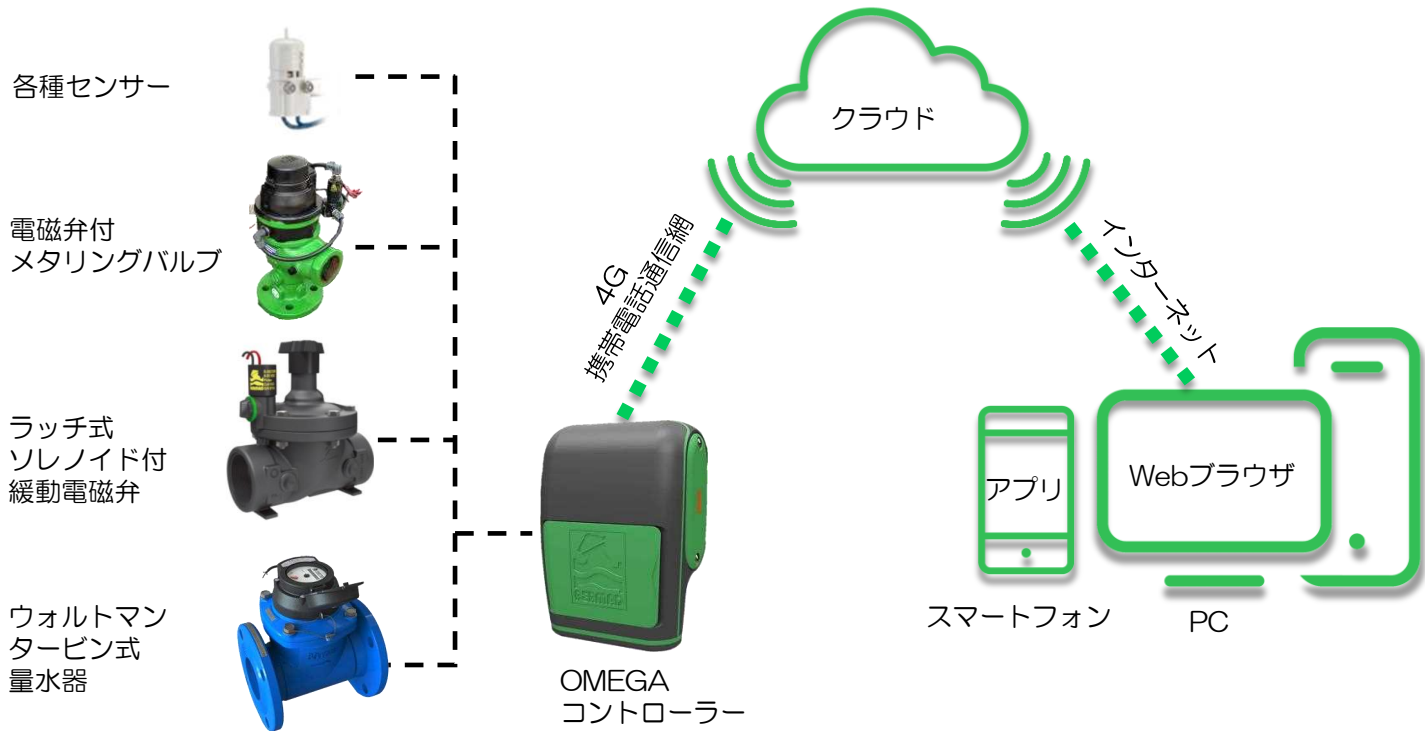 各種センサー
電磁弁付
メタリングバルブ
ラッチ式
ソレノイド付
緩動電磁弁
ウォルトマン
タービン式
量水器
BERMAD
OMEGA
コントローラー
4G
携帯電話通信網
クラウド
インターネット
アプリ
Webブラウザ
スマートフォン
PC